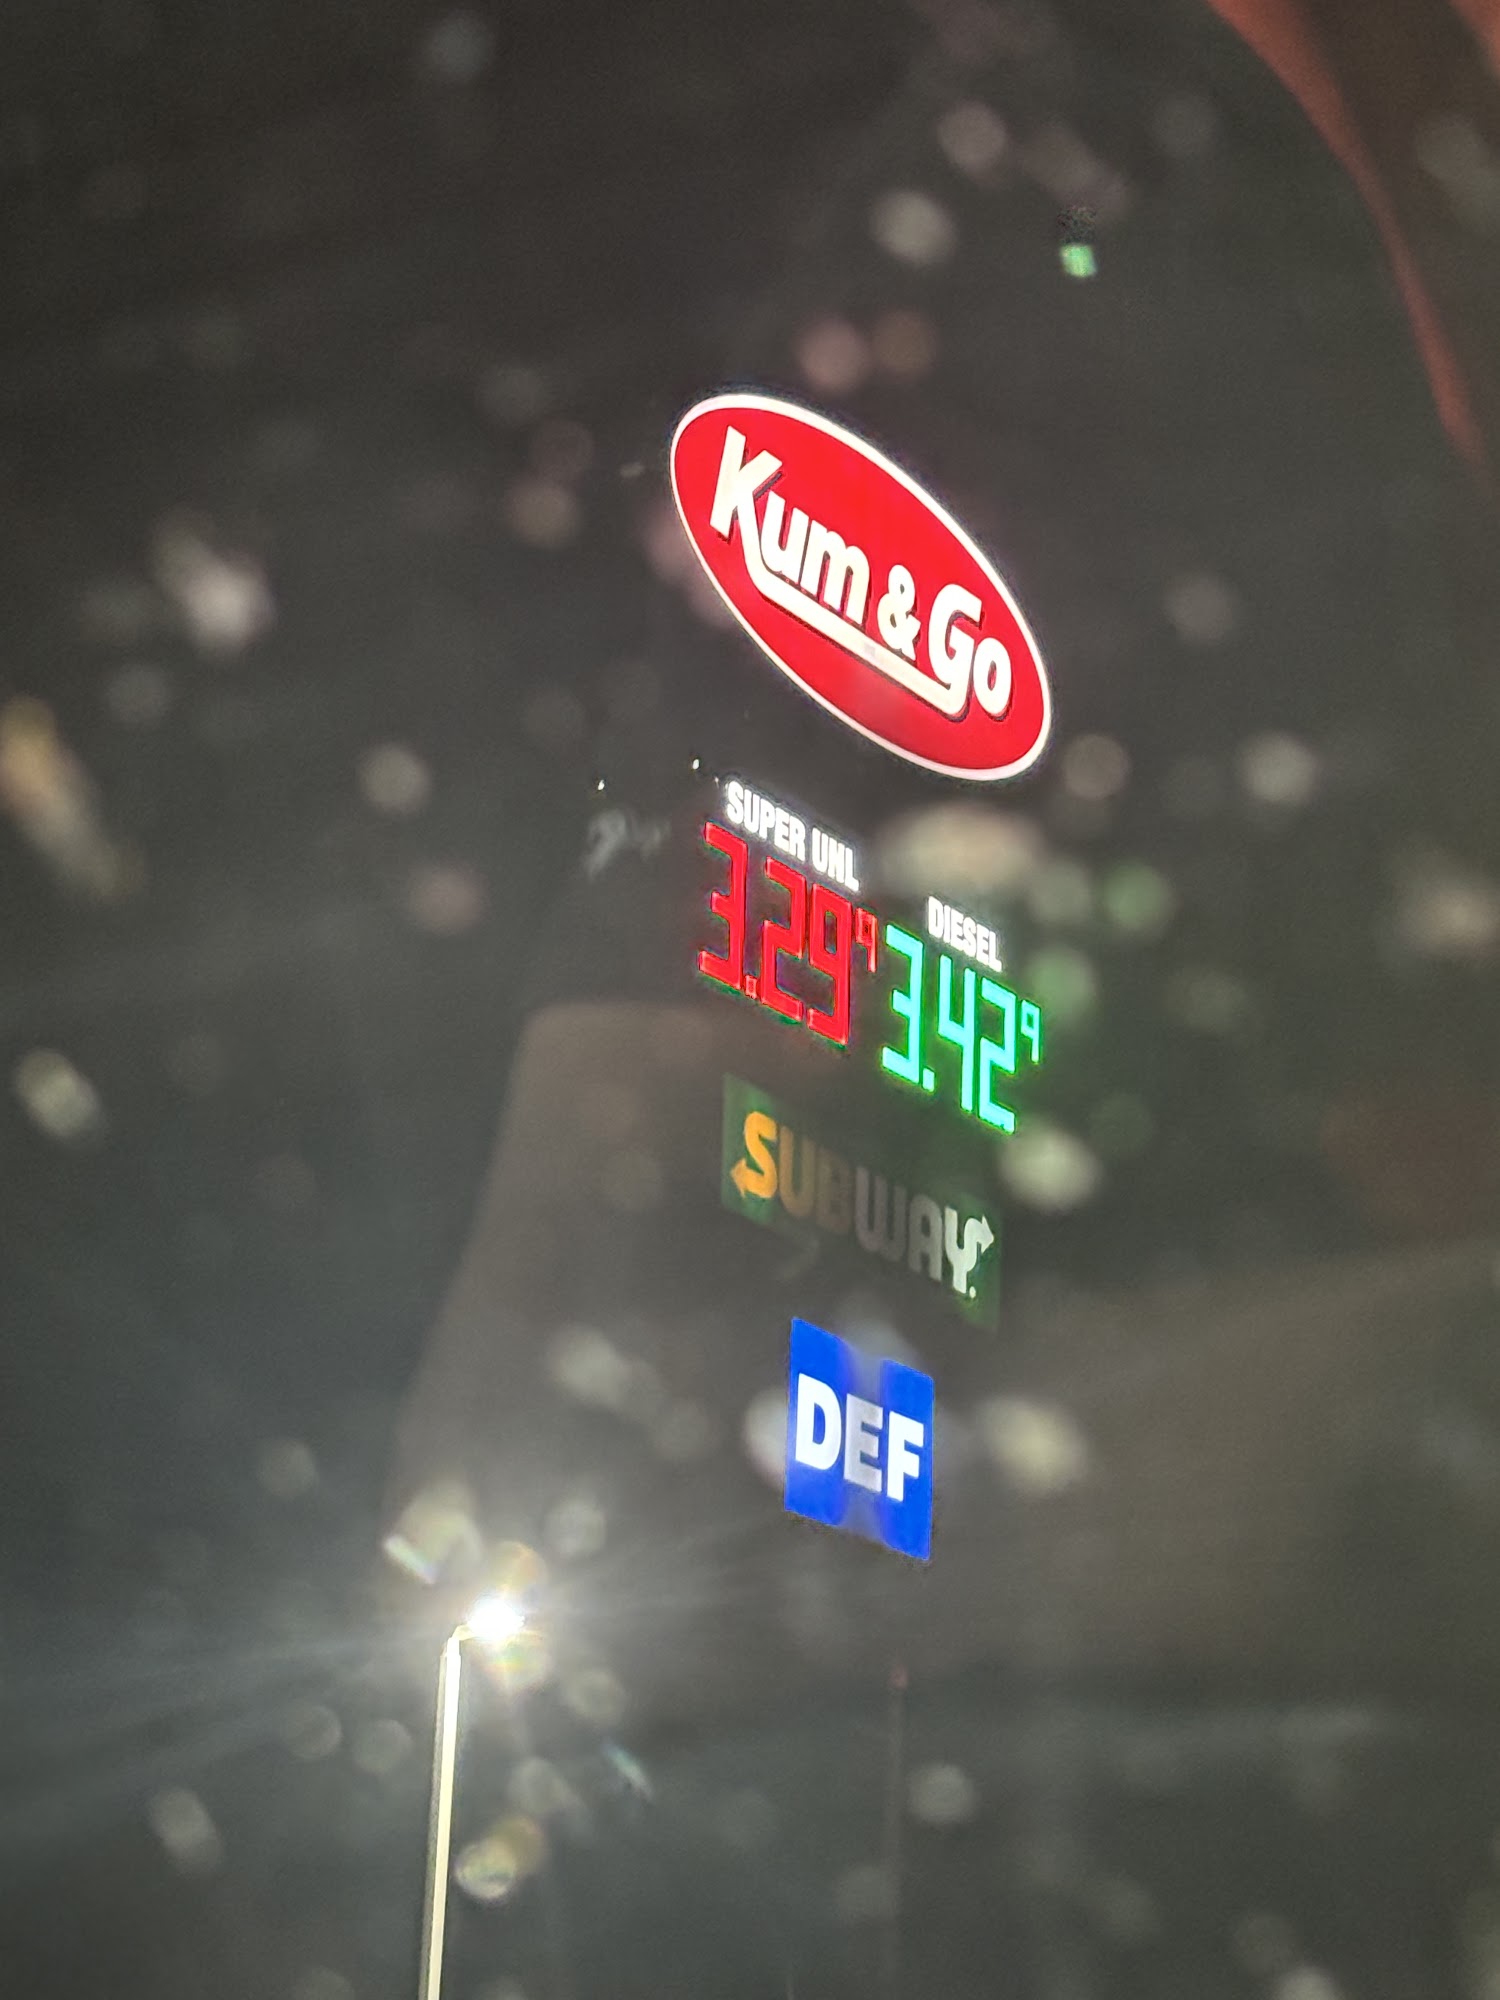 Kum & Go
SUPER UNL
3.29⁹
DIESEL
3.42⁹
SUBWAY
DEF